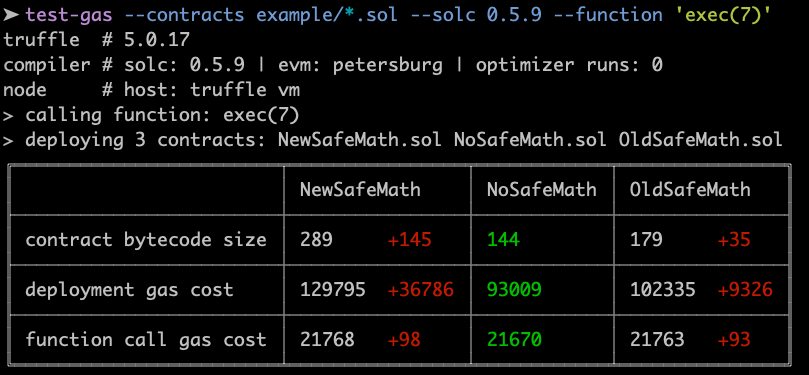 ➤ test-gas --contracts example/*.sol --solc 0.5.9 --function 'exec(7)'
truffle  # 5.0.17
compiler # solc: 0.5.9 | evm: petersburg | optimizer runs: 0
node     # host: truffle vm
> calling function: exec(7)
> deploying 3 contracts: NewSafeMath.sol NoSafeMath.sol OldSafeMath.sol
NewSafeMath NoSafeMath OldSafeMath
contract bytecode size 289 +145 144 179 +35
deployment gas cost 129795 +36786 93009 102335 +9326
function call gas cost 21768 +98 21670 21763 +93